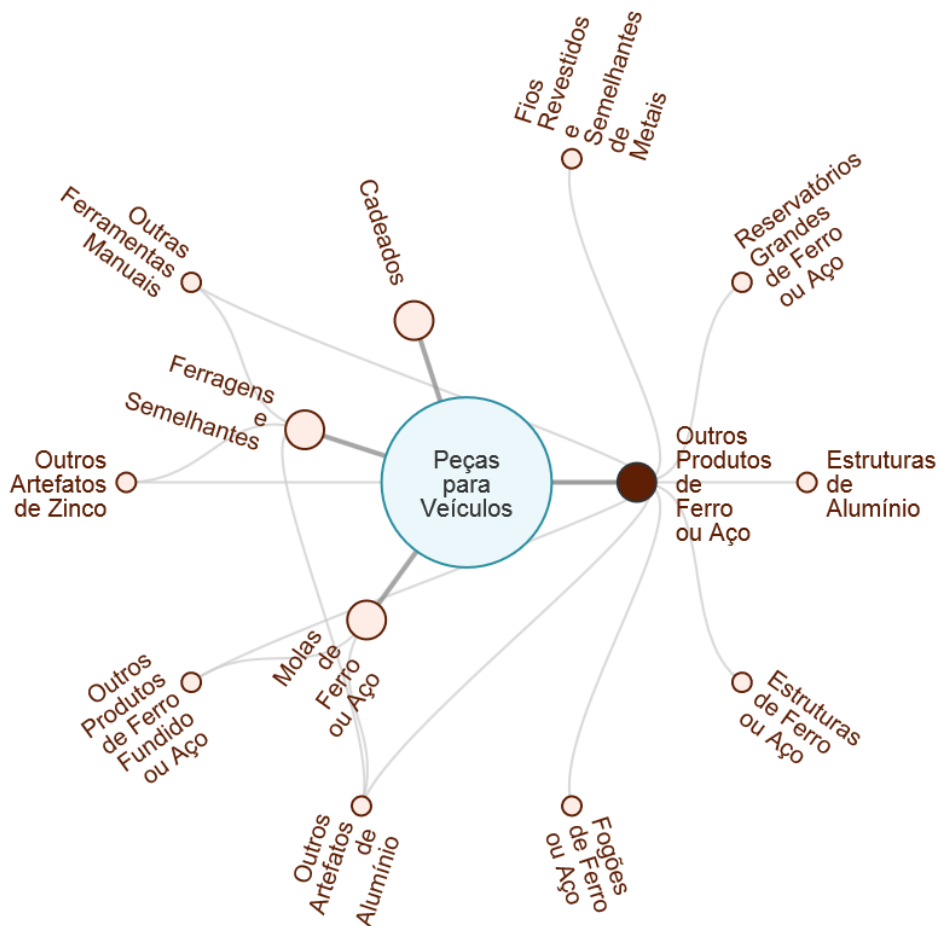 Fios
Revestidos
e
Semelhantes
de
Metais
Reservatórios
Grandes
de Ferro
ou Aço
Cadeados
Outras
Ferramentas
Manuais
Ferragens
e
Semelhantes
Outros
Artefatos
de Zinco
Peças
para
Veículos
Outros
Produtos
de
Ferro
ou Aço
Estruturas
de
Alumínio
Molas
de
Ferro
ou Aço
Outros
Produtos
de Ferro
Fundido
ou Aço
Estruturas
de Ferro
ou Aço
Outros
Artefatos
de
Alumínio
Fogões
de Ferro
ou Aço